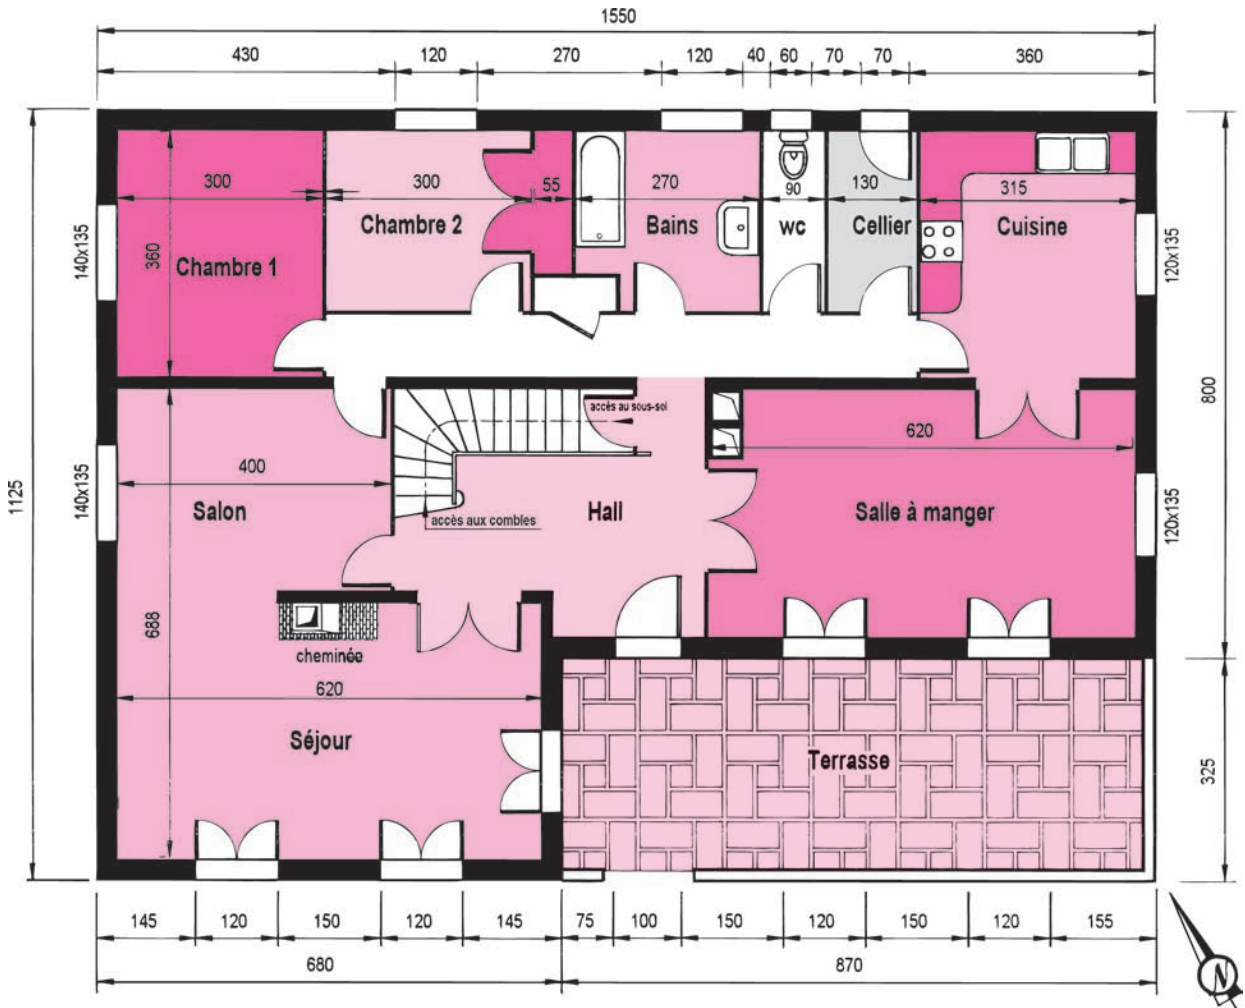 1550
430
120
270
120
40
60
70
70
360
300
300
55
270
90
130
315
Chambre 2
Bains
wc
Cellier
Cuisine
140x135
360
Chambre 1
120x135
accès au sous-sol
620
800
400
1125
140x135
Salon
accès aux combles
Hall
Salle à manger
120x135
688
cheminée
620
Séjour
Terrasse
325
145
120
150
120
145
75
100
150
120
150
120
155
680
870
N